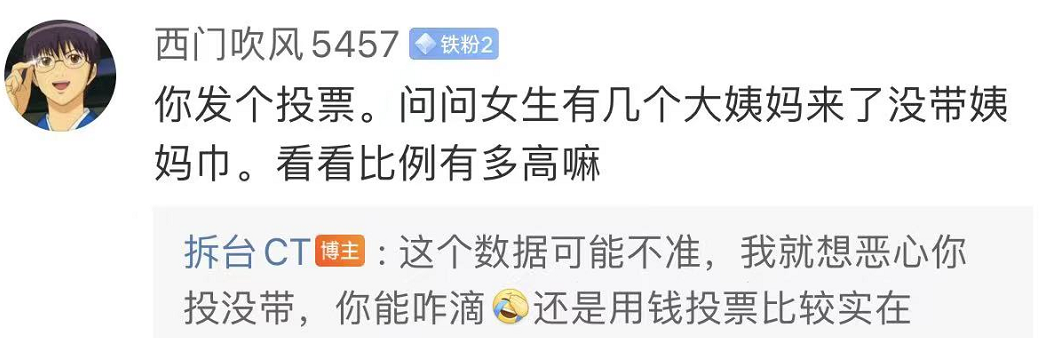 西门吹风5457 铁粉2
你发个投票。问问女生有几个大姨妈来了没带姨
妈巾。看看比例有多高嘛
拆台CT 博主：这个数据可能不准，我就想恶心你
投没带，你能咋滴🤣还是用钱投票比较实在